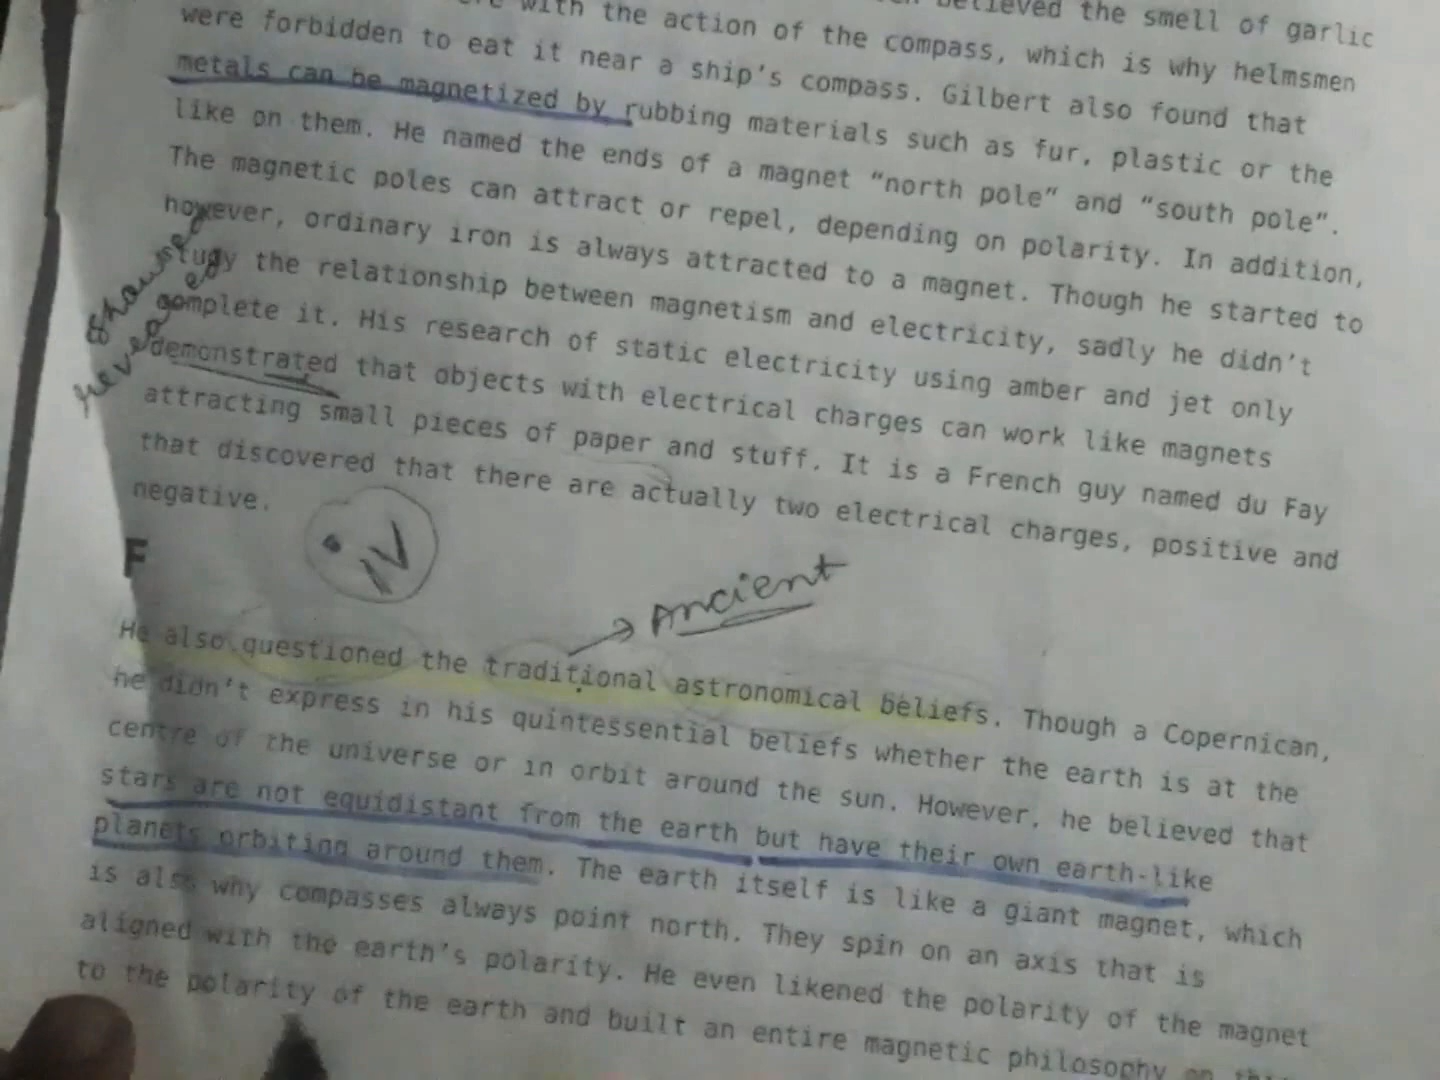 with the action of the compass, which is why helmsmen believed the smell of garlic
were forbidden to eat it near a ship's compass. Gilbert also found that
metals can be magnetized by rubbing materials such as fur, plastic or the
like on them. He named the ends of a magnet "north pole" and "south pole".
The magnetic poles can attract or repel, depending on polarity. In addition,
however, ordinary iron is always attracted to a magnet. Though he started to
study the relationship between magnetism and electricity, sadly he didn't
complete it. His research of static electricity using amber and jet only
demonstrated that objects with electrical charges can work like magnets
attracting small pieces of paper and stuff. It is a French guy named du Fay
that discovered that there are actually two electrical charges, positive and
negative.
IV
F
Ancient
He also questioned the traditional astronomical beliefs. Though a Copernican,
he didn't express in his quintessential beliefs whether the earth is at the
centre of the universe or in orbit around the sun. However, he believed that
stars are not equidistant from the earth but have their own earth-like
planets orbiting around them. The earth itself is like a giant magnet, which
is also why compasses always point north. They spin on an axis that is
aligned with the earth's polarity. He even likened the polarity of the magnet
to the polarity of the earth and built an entire magnetic philosophy on this